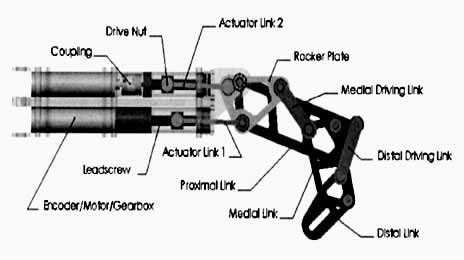 Actuator Link 2
Drive Nut
Coupling
Rocker Plate
Medial Driving Link
Actuator Link 1
Distal Driving Link
Leadscrew
Proximal Link
Encoder/Motor/Gearbox
Medial Link
Distal Link